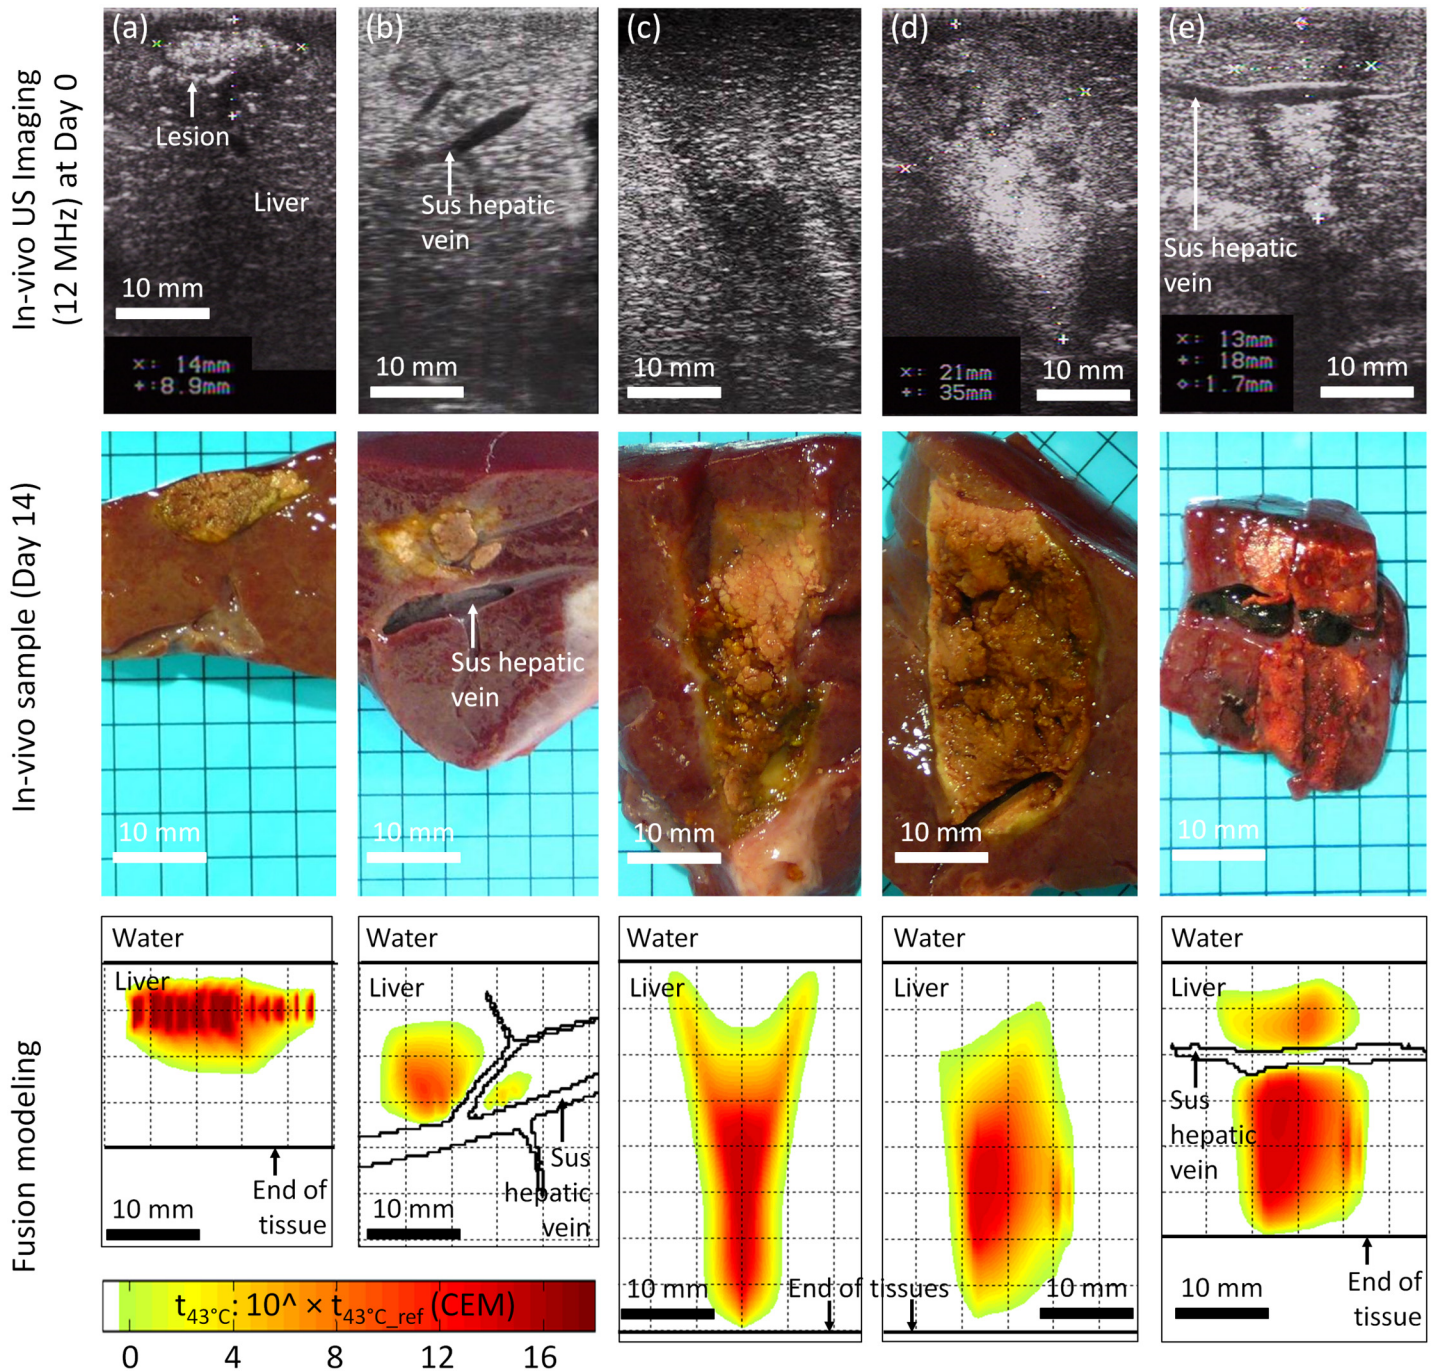 In-vivo US Imaging
(12 MHz) at Day 0
(a)
Lesion
Liver
10 mm
×: 14mm
+:8.9mm
(b)
Sus hepatic
vein
10 mm
(c)
10 mm
(d)
10 mm
×: 21mm
+: 35mm
(e)
Sus hepatic
vein
10 mm
×: 13mm
+: 18mm
◇:1.7mm
In-vivo sample (Day 14)
10 mm
Sus hepatic
vein
10 mm
10 mm
10 mm
10 mm
Fusion modeling
Water
Liver
End of
tissue
10 mm
Water
Liver
Sus
hepatic
vein
10 mm
Water
Liver
10 mm
End of tissues
Water
Liver
10 mm
Water
Liver
Sus
hepatic
vein
10 mm
End of
tissue
t43°C: 10^ × t43°C_ref (CEM)
0 4 8 12 16